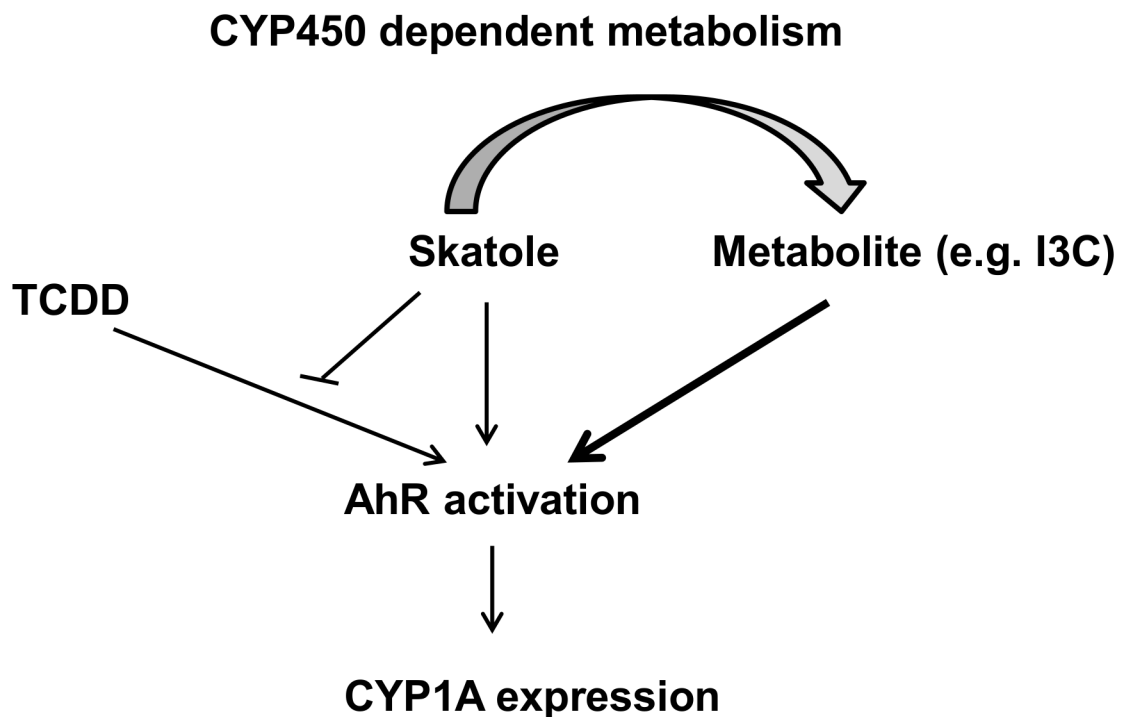 CYP450 dependent metabolism
Skatole
Metabolite (e.g. I3C)
TCDD
AhR activation
CYP1A expression